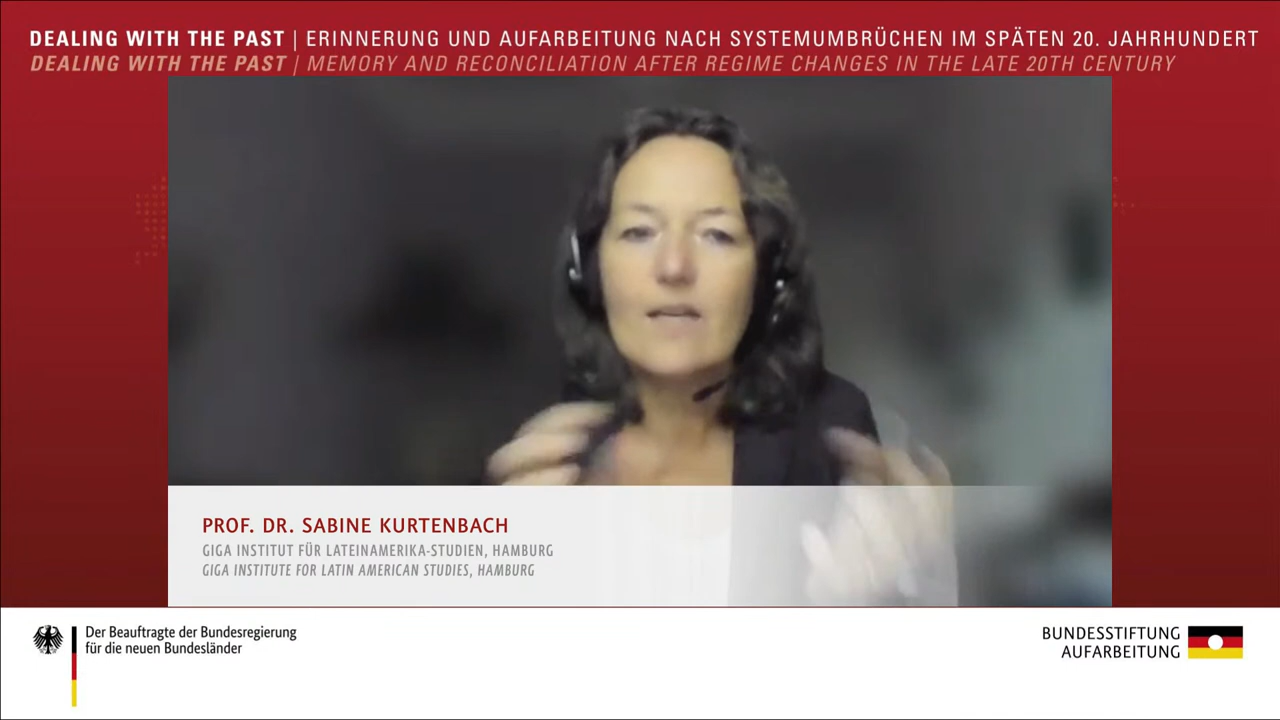 DEALING WITH THE PAST | ERINNERUNG UND AUFARBEITUNG NACH SYSTEMUMBRÜCHEN IM SPÄTEN 20. JAHRHUNDERT
DEALING WITH THE PAST | MEMORY AND RECONCILIATION AFTER REGIME CHANGES IN THE LATE 20TH CENTURY
PROF. DR. SABINE KURTENBACH
GIGA INSTITUT FÜR LATEINAMERIKA-STUDIEN, HAMBURG
GIGA INSTITUTE FOR LATIN AMERICAN STUDIES, HAMBURG
Der Beauftragte der Bundesregierung
für die neuen Bundesländer
BUNDESSTIFTUNG
AUFARBEITUNG